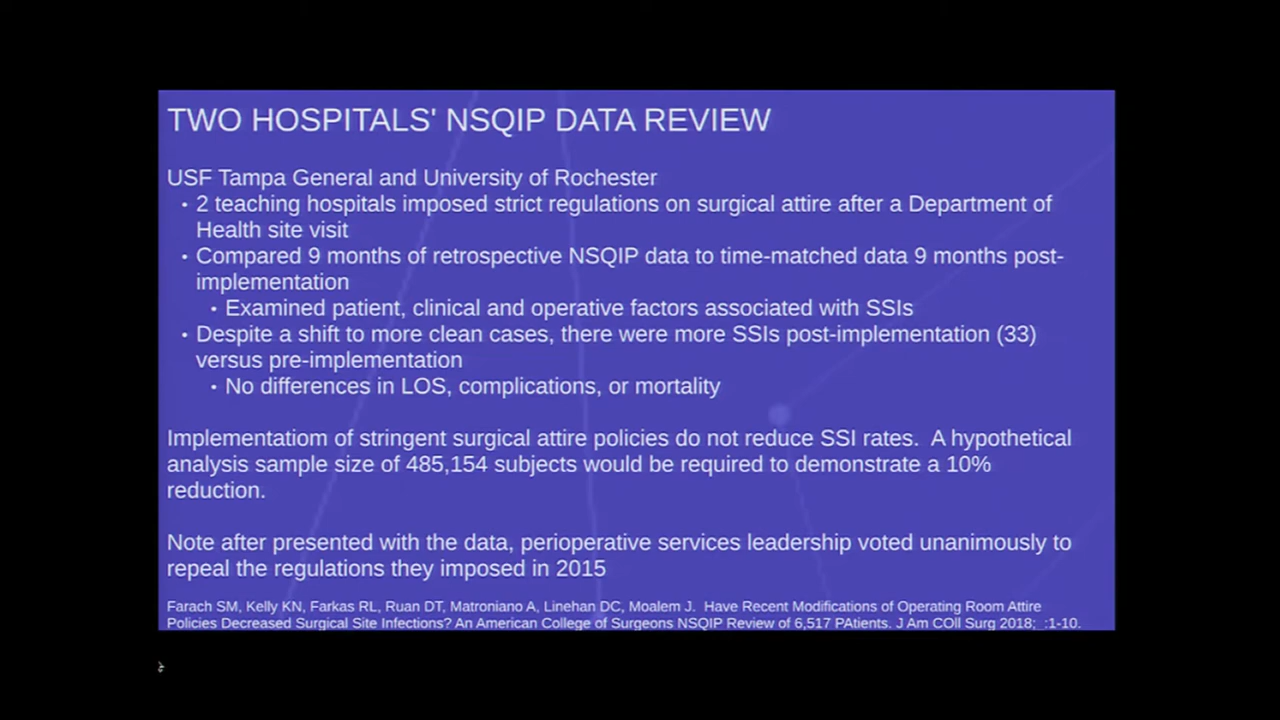 TWO HOSPITALS' NSQIP DATA REVIEW
USF Tampa General and University of Rochester
• 2 teaching hospitals imposed strict regulations on surgical attire after a Department of
Health site visit
• Compared 9 months of retrospective NSQIP data to time-matched data 9 months post-
implementation
• Examined patient, clinical and operative factors associated with SSIs
• Despite a shift to more clean cases, there were more SSIs post-implementation (33)
versus pre-implementation
• No differences in LOS, complications, or mortality
Implementatiom of stringent surgical attire policies do not reduce SSI rates.  A hypothetical
analysis sample size of 485,154 subjects would be required to demonstrate a 10%
reduction.
Note after presented with the data, perioperative services leadership voted unanimously to
repeal the regulations they imposed in 2015
Farach SM, Kelly KN, Farkas RL, Ruan DT, Matroniano A, Linehan DC, Moalem J.  Have Recent Modifications of Operating Room Attire
Policies Decreased Surgical Site Infections? An American College of Surgeons NSQIP Review of 6,517 PAtients. J Am COll Surg 2018;_:1-10.